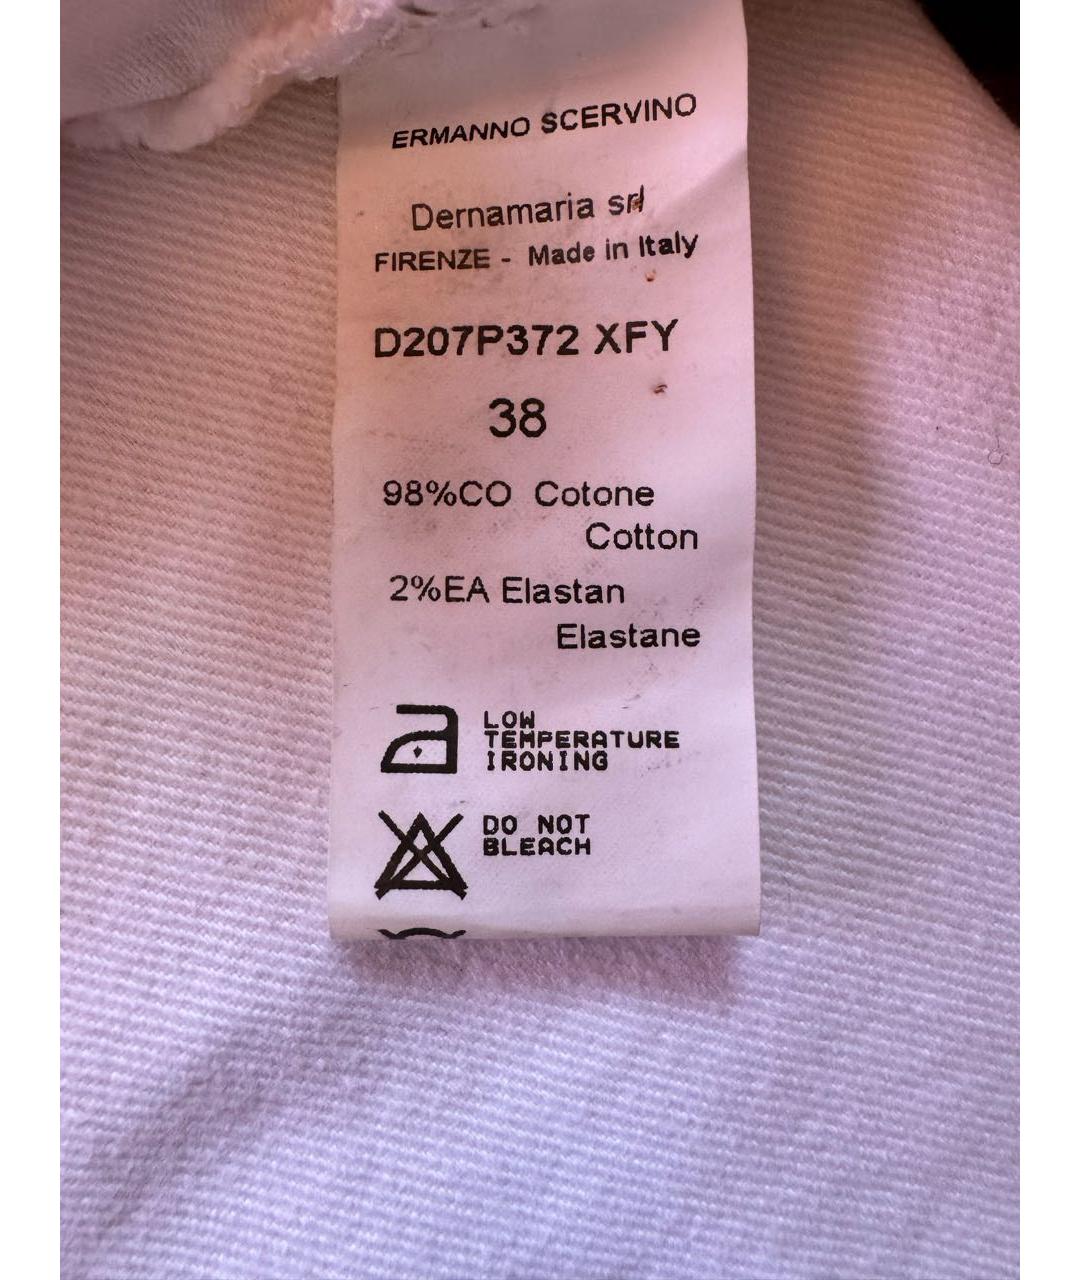 ERMANNO SCERVINO
Dernamaria srl
FIRENZE - Made in Italy
D207P372 XFY
38
98%CO Cotone
Cotton
2%EA Elastan
Elastane
LOW
TEMPERATURE
IRONING
DO NOT
BLEACH